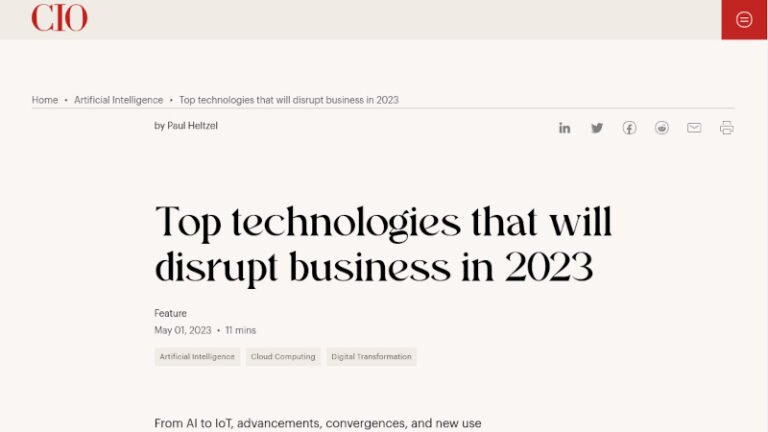 CIO
Home • Artificial Intelligence • Top technologies that will disrupt business in 2023
by Paul Heltzel
Top technologies that will
disrupt business in 2023
Feature
May 01, 2023 • 11 mins
Artificial Intelligence Cloud Computing Digital Transformation
From AI to IoT, advancements, convergences, and new use